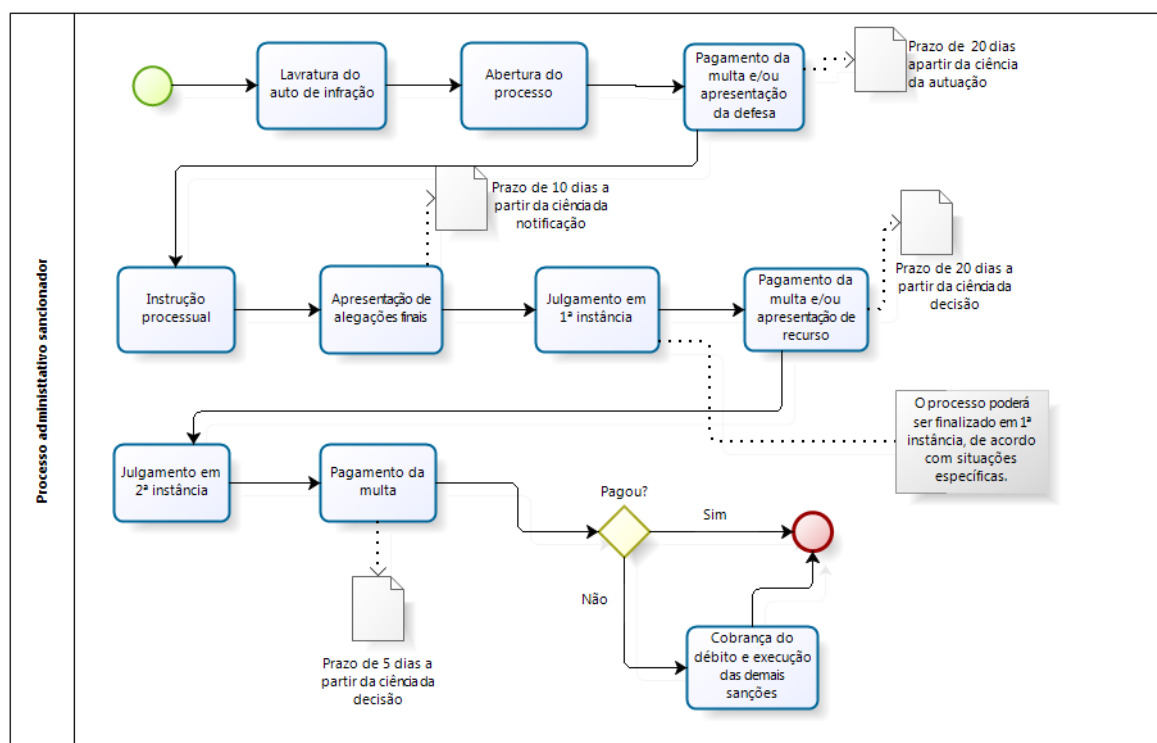 Processo administtativo sancionador
Lavratura do
auto de infração
Abertura do
processo
Pagamento da
multa e/ou
apresentação
da defesa
Prazo de 20 dias
apartir da ciência
da autuação
Prazo de 10 dias a
partir da ciência da
notificação
Instrução
processual
Apresentação de
alegações finais
Julgamento em
1ª instância
Pagamento da
multa e/ou
apresentação de
recurso
Prazo de 20 dias a
partir da ciência da
decisão
O processo poderá
ser finalizado em 1ª
instância, de acordo
com situações
específicas.
Julgamento em
2ª instância
Pagamento da
multa
Pagou?
Sim
Não
Prazo de 5 dias a
partir da ciência da
decisão
Cobrança do
débito e execução
das demais
sanções